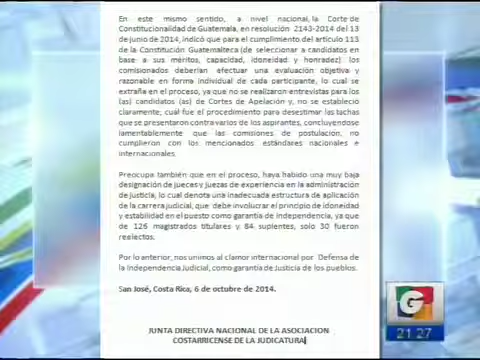 En este mismo sentido, a nivel nacional, la Corte de
Constitucionalidad de Guatemala, en resolución 2143-2014 del 13
de junio de 2014, indicó que para el cumplimiento del artículo 113
de la Constitución Guatemalteca (de seleccionar a candidatos en
base a sus méritos, capacidad, idoneidad y honradez) los
comisionados deberían efectuar una evaluación objetiva y
razonable en forma individual de cada participante, lo cual se
extraña en el proceso, ya que no se realizaron entrevistas para los
(as) candidatos (as) de Cortes de Apelación y, no se estableció
claramente, cuál fue el procedimiento para desestimar las tachas
que se presentaron contra varios de los aspirantes, concluyéndose
lamentablemente que las comisiones de postulación, no
cumplieron con los mencionados estándares nacionales e
internacionales.
Preocupa también que en el proceso, haya habido una muy baja
designación de jueces y juezas de experiencia en la administración
de justicia, lo cual denota una inadecuada estructura de aplicación
de la carrera judicial, que debe involucrar el principio de idoneidad
y estabilidad en el puesto como garantía de independencia, ya que
de 126 magistrados titulares y 84 suplentes, solo 30 fueron
reelectos.
Por lo anterior, nos unimos al clamor internacional por Defensa de
la Independencia Judicial, como garantía de Justicia de los pueblos.
San José, Costa Rica, 6 de octubre de 2014.
JUNTA DIRECTIVA NACIONAL DE LA ASOCIACION
COSTARRICENSE DE LA JUDICATURA
G
21:27